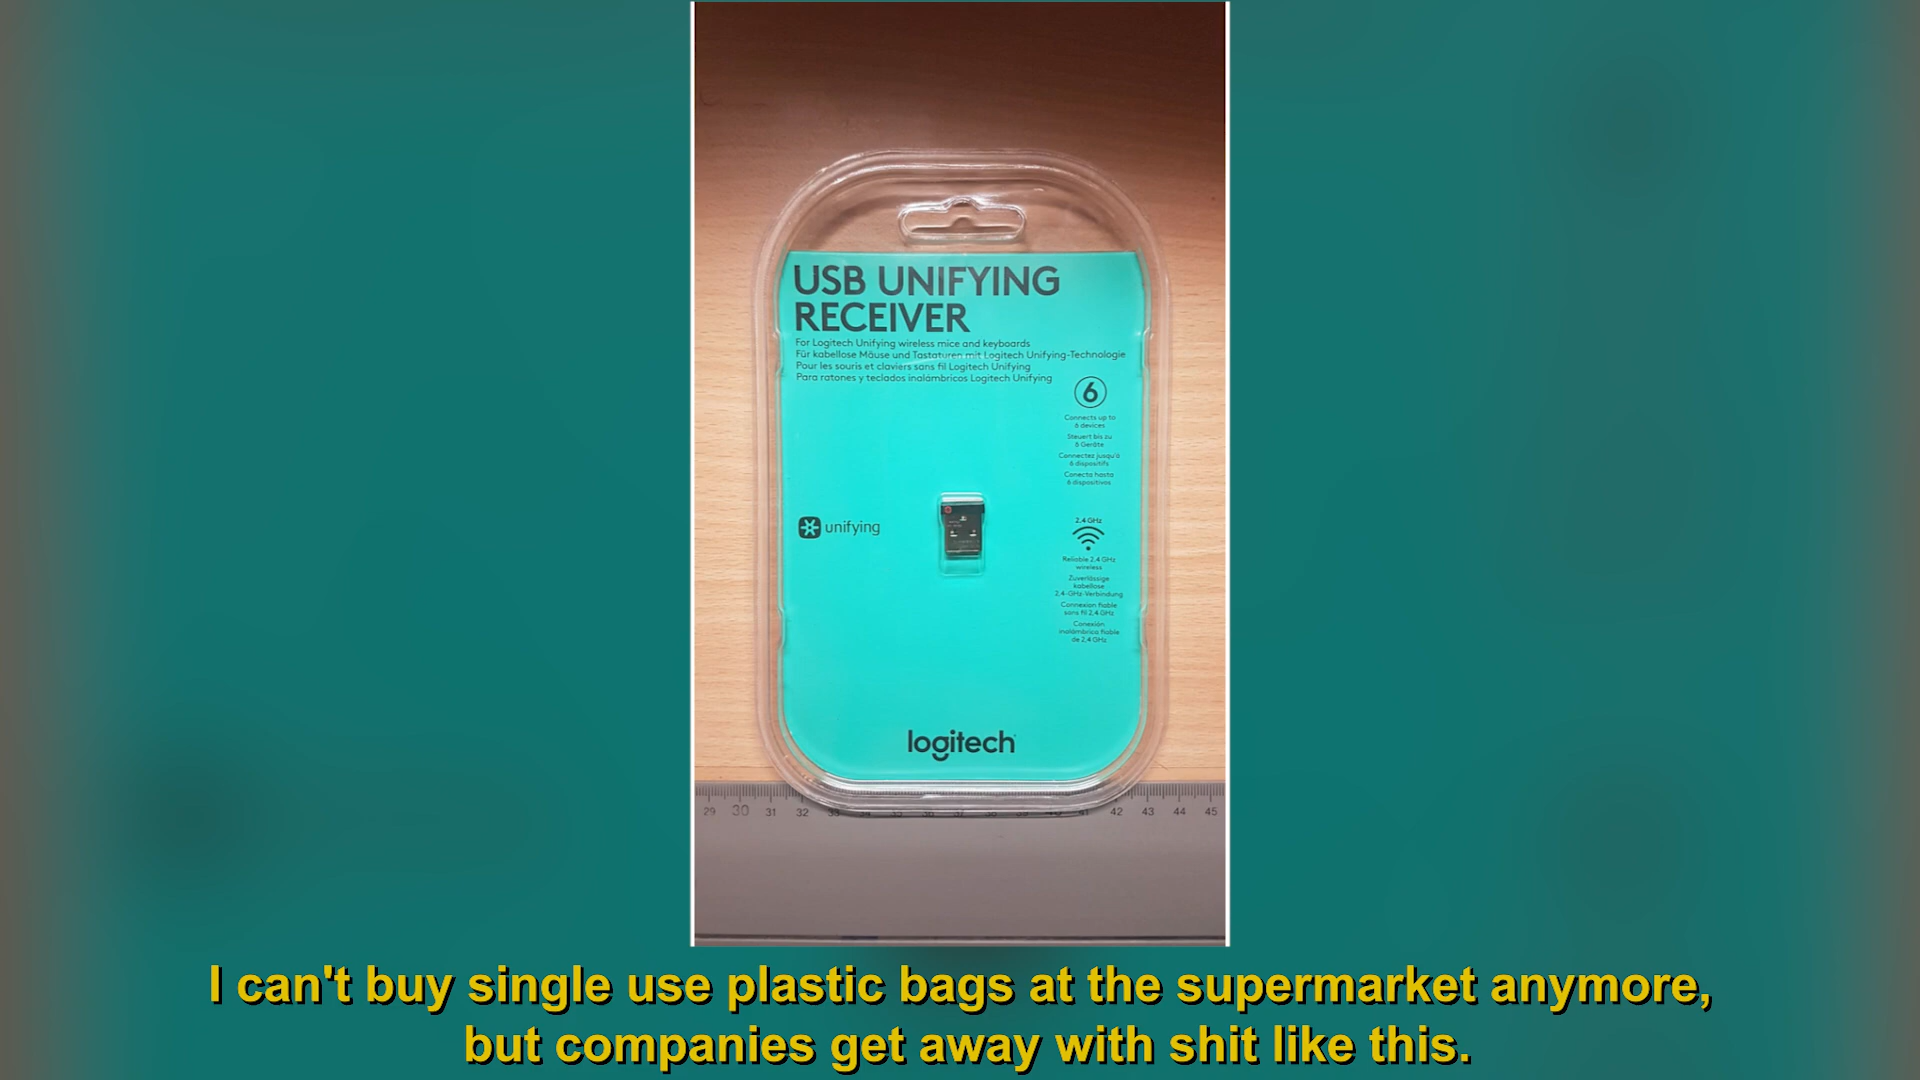 USB UNIFYING
RECEIVER
For Logitech Unifying wireless mice and keyboards
Für kabellose Mäuse und Tastaturen mit Logitech Unifying-Technologie
Pour les souris et claviers sans fil Logitech Unifying
Para ratones y teclados inalámbricos Logitech Unifying
6
Connects up to
6 devices
Steuert bis zu
6 Geräte
Connectez jusqu'à
6 dispositifs
Conecta hasta
6 dispositivos
unifying
2,4 GHz
Reliable 2,4 GHz
wireless
Zuverlässige
kabellose
2,4-GHz-Verbindung
Connexion fiable
sans fil 2,4 GHz
Conexión
inalámbrica fiable
de 2,4 GHz
logitech
29 30 31 32 33 34 35 36 37 38 39 40 41 42 43 44 45
I can't buy single use plastic bags at the supermarket anymore,
but companies get away with shit like this.